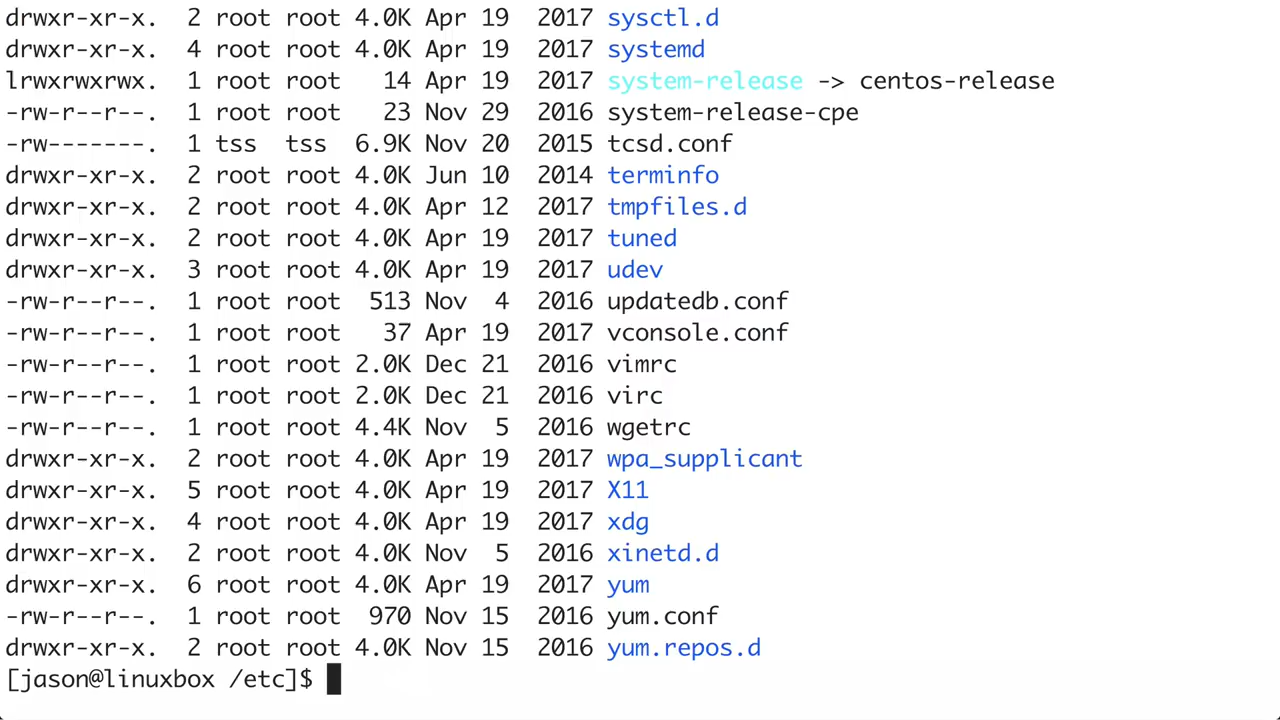 drwxr-xr-x.  2 root root 4.0K Apr 19  2017 sysctl.d
drwxr-xr-x.  4 root root 4.0K Apr 19  2017 systemd
lrwxrwxrwx.  1 root root   14 Apr 19  2017 system-release -> centos-release
-rw-r--r--.  1 root root   23 Nov 29  2016 system-release-cpe
-rw-------.  1 tss  tss  6.9K Nov 20  2015 tcsd.conf
drwxr-xr-x.  2 root root 4.0K Jun 10  2014 terminfo
drwxr-xr-x.  2 root root 4.0K Apr 12  2017 tmpfiles.d
drwxr-xr-x.  2 root root 4.0K Apr 19  2017 tuned
drwxr-xr-x.  3 root root 4.0K Apr 19  2017 udev
-rw-r--r--.  1 root root  513 Nov  4  2016 updatedb.conf
-rw-r--r--.  1 root root   37 Apr 19  2017 vconsole.conf
-rw-r--r--.  1 root root 2.0K Dec 21  2016 vimrc
-rw-r--r--.  1 root root 2.0K Dec 21  2016 virc
-rw-r--r--.  1 root root 4.4K Nov  5  2016 wgetrc
drwxr-xr-x.  2 root root 4.0K Apr 19  2017 wpa_supplicant
drwxr-xr-x.  5 root root 4.0K Apr 19  2017 X11
drwxr-xr-x.  4 root root 4.0K Apr 19  2017 xdg
drwxr-xr-x.  2 root root 4.0K Nov  5  2016 xinetd.d
drwxr-xr-x.  6 root root 4.0K Apr 19  2017 yum
-rw-r--r--.  1 root root  970 Nov 15  2016 yum.conf
drwxr-xr-x.  2 root root 4.0K Nov 15  2016 yum.repos.d
[jason@linuxbox /etc]$